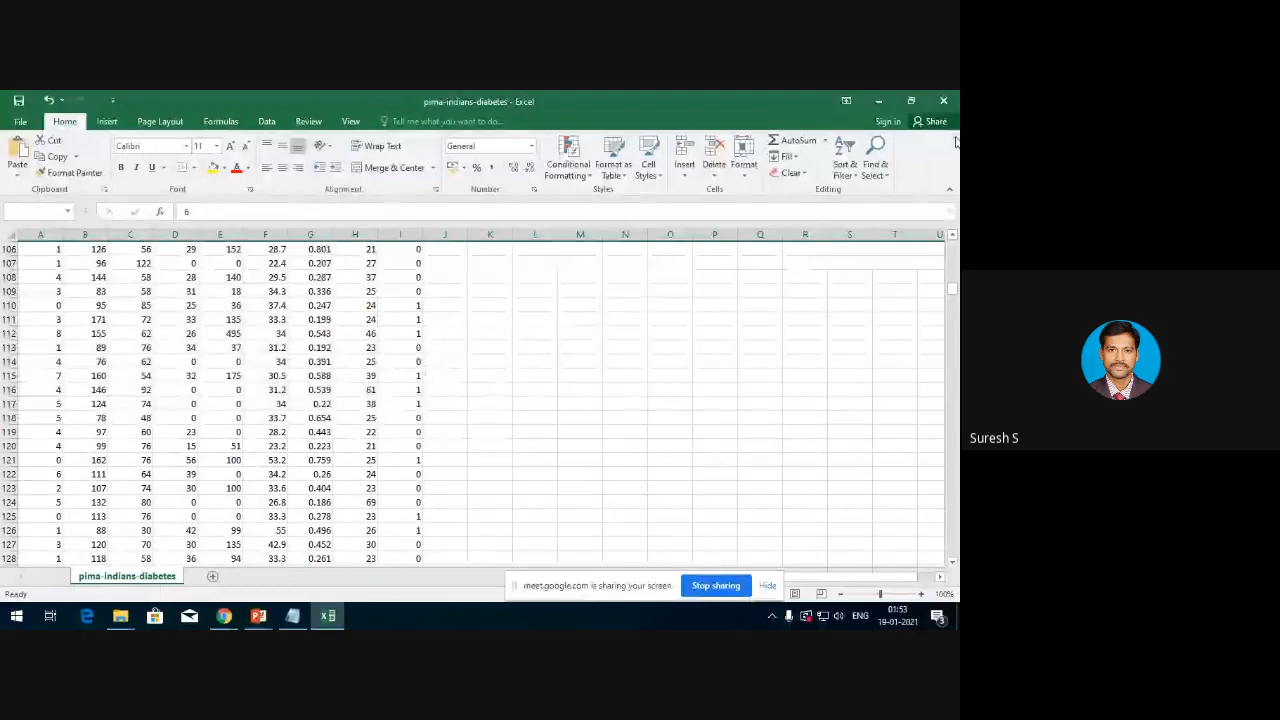 pima-indians-diabetes - Excel
File Home Insert Page Layout Formulas Data Review View Tell me what you want to do... Sign in Share
Cut
Copy
Format Painter
Paste
Clipboard
Calibri 11
B I U
Font
Wrap Text
Merge & Center
Alignment
General
Number
Conditional Formatting
Format as Table
Cell Styles
Styles
Insert Delete Format
Cells
AutoSum
Fill
Clear
Sort & Filter
Find & Select
Editing
fx 6
A B C D E F G H I J K L M N O P Q R S T U
106 1 126 56 29 152 28.7 0.801 21 0
107 1 96 122 0 0 22.4 0.207 27 0
108 4 144 58 28 140 29.5 0.287 37 0
109 3 83 58 31 18 34.3 0.336 25 0
110 0 95 85 25 36 37.4 0.247 24 1
111 3 171 72 33 135 33.3 0.199 24 1
112 8 155 62 26 495 34 0.543 46 1
113 1 89 76 34 37 31.2 0.192 23 0
114 4 76 62 0 0 34 0.391 25 0
115 7 160 54 32 175 30.5 0.588 39 1
116 4 146 92 0 0 31.2 0.539 61 1
117 5 124 74 0 0 34 0.22 38 1
118 5 78 48 0 0 33.7 0.654 25 0
119 4 97 60 23 0 28.2 0.443 22 0
120 4 99 76 15 51 23.2 0.223 21 0
121 0 162 76 56 100 53.2 0.759 25 1
122 6 111 64 39 0 34.2 0.26 24 0
123 2 107 74 30 100 33.6 0.404 23 0
124 5 132 80 0 0 26.8 0.186 69 0
125 0 113 76 0 0 33.3 0.278 23 1
126 1 88 30 42 99 55 0.496 26 1
127 3 120 70 30 135 42.9 0.452 30 0
128 1 118 58 36 94 33.3 0.261 23 0
pima-indians-diabetes
meet.google.com is sharing your screen. Stop sharing Hide
Ready
100%
ENG
01:53
19-01-2021
3
Suresh S